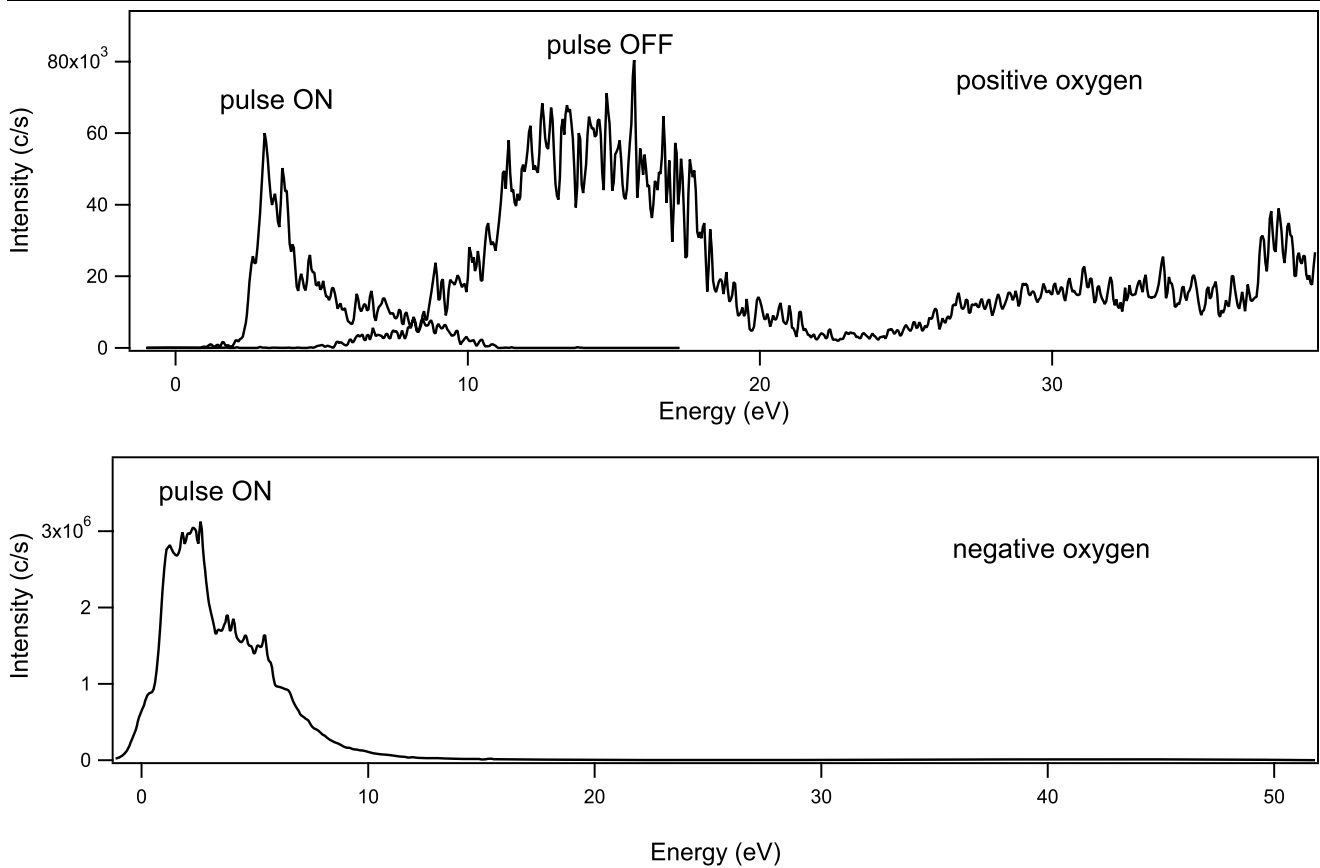 pulse OFF
80x10³
positive oxygen
pulse ON
60
40
20
0
Intensity (c/s)
0 10 20 30
Energy (eV)
pulse ON
3x10⁶
negative oxygen
2
1
0
Intensity (c/s)
0 10 20 30 40 50
Energy (eV)